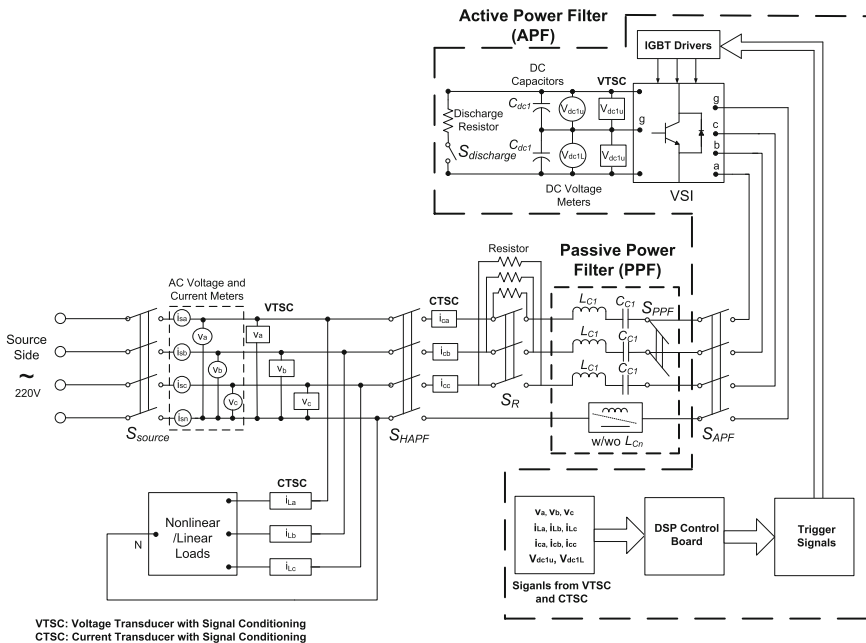 Active Power Filter
(APF)
IGBT Drivers
DC
Capacitors
VTSC
Cdc1
Vdc1u
Vdc1u
g
g
Discharge
Resistor
c
Sdischarge
Cdc1
Vdc1L
Vdc1u
b
a
DC Voltage
Meters
VSI
Resistor
Passive Power
Filter (PPF)
AC Voltage and
Current Meters
VTSC
CTSC
LC1
CC1
SPPF
isa
ica
va
va
Source
Side
~
220V
isb
icb
LC1
CC1
vb
vb
isc
icc
LC1
CC1
vc
vc
SR
isn
Ssource
SHAPF
SAPF
w/wo LCn
CTSC
iLa
Nonlinear
/Linear
Loads
N
iLb
iLc
va, vb, vc
iLa, iLb, iLc
ica, icb, icc
Vdc1u, Vdc1L
DSP Control
Board
Trigger
Signals
Siganls from VTSC
and CTSC
VTSC: Voltage Transducer with Signal Conditioning
CTSC: Current Transducer with Signal Conditioning